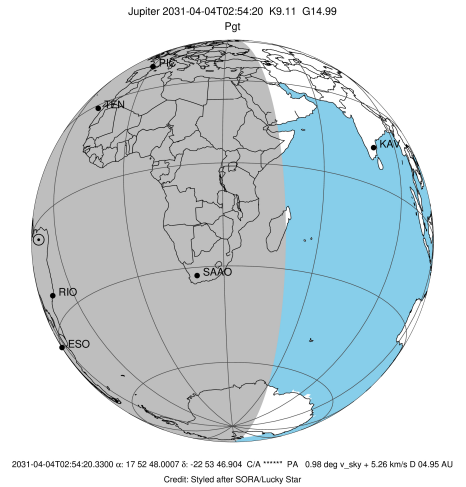 Jupiter 2031-04-04T02:54:20 K9.11 G14.99
Pgt
PIC
TEN
KAV
SAAO
RIO
ESO
2031-04-04T02:54:20.3300 α: 17 52 48.0007 δ: -22 53 46.904 C/A ****** PA 0.98 deg v_sky + 5.26 km/s D 04.95 AU
Credit: Styled after SORA/Lucky Star